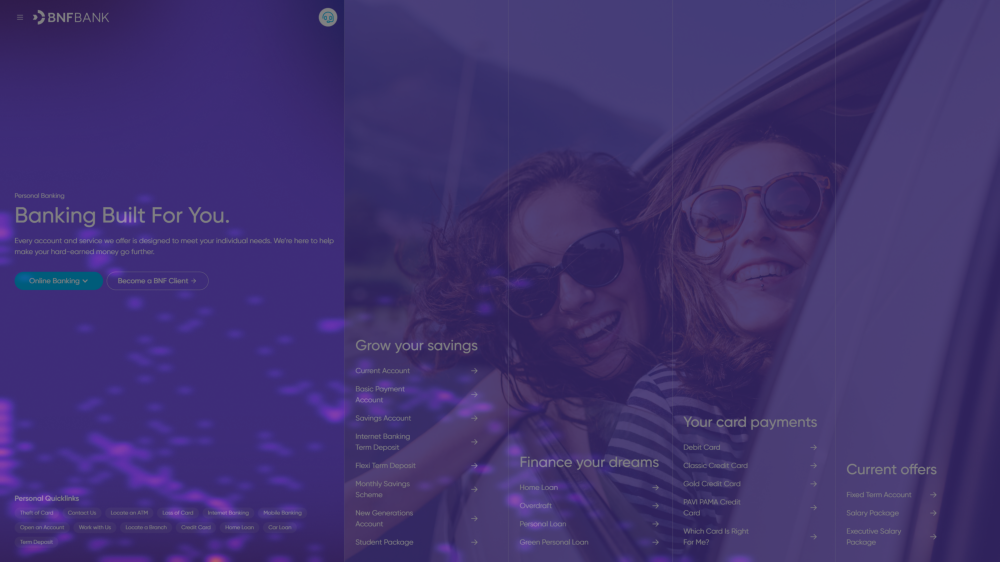 BNFBANK
Personal Banking
Banking Built For You.
Every account and service we offer is designed to meet your individual needs. We're here to help
make your hard-earned money go further.
Online Banking
Become a BNF Client →
Personal Quicklinks
Theft of Card
Contact Us
Locate an ATM
Loss of Card
Internet Banking
Mobile Banking
Open an Account
Work with Us
Locate a Branch
Credit Card
Home Loan
Car Loan
Term Deposit
Grow your savings
Current Account →
Basic Payment
Account →
Savings Account →
Internet Banking
Term Deposit →
Flexi Term Deposit →
Monthly Savings
Scheme →
New Generations
Account →
Student Package →
Finance your dreams
Home Loan →
Overdraft →
Personal Loan →
Green Personal Loan →
Your card payments
Debit Card →
Classic Credit Card →
Gold Credit Card →
PAVI PAMA Credit
Card →
Which Card Is Right
For Me? →
Current offers
Fixed Term Account →
Salary Package →
Executive Salary
Package →